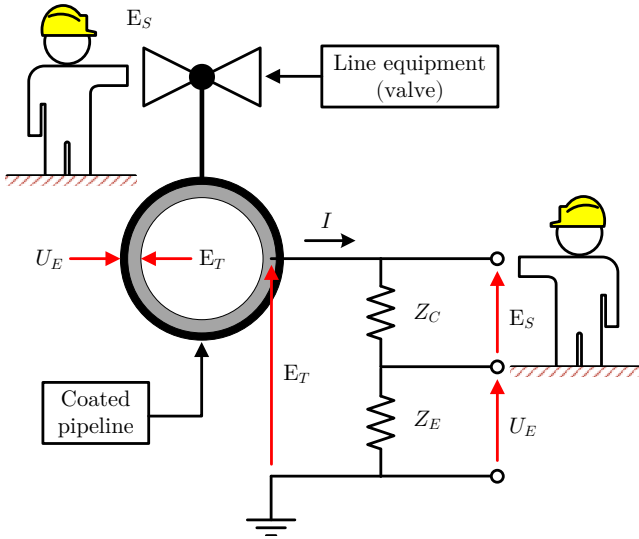 E_S
Line equipment
(valve)
I
U_E
E_T
Z_C
E_S
E_T
Coated
pipeline
Z_E
U_E